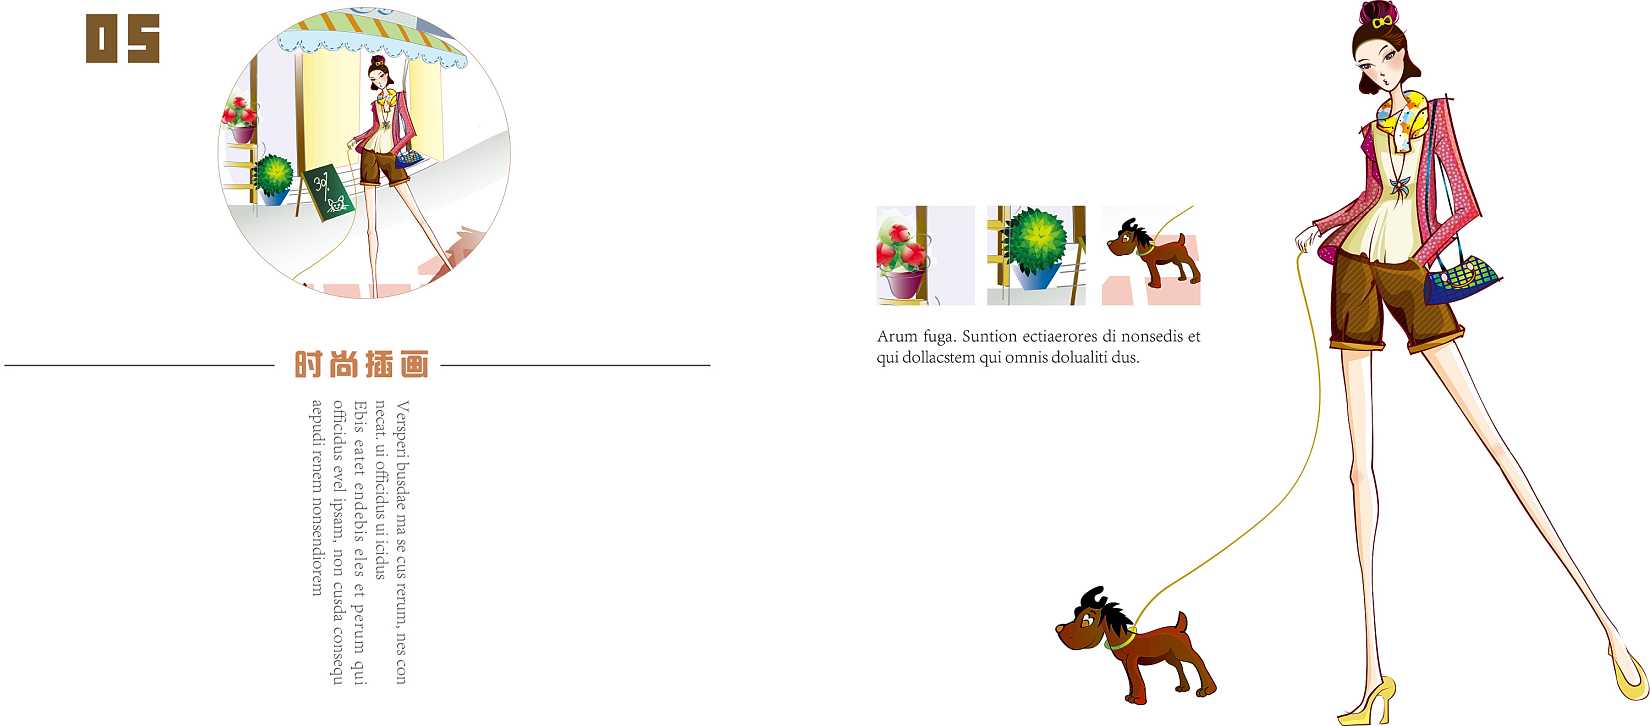 05
30%
时尚插画
Versperi busdae ma se cus rerum, nes con
necat. ui officidus ui icidus
Ebis eatet endebis eles et perum qui
officidus evel ipsam, non cusda consequ
aepudi renem nonsendiorem
Arum fuga. Suntion ectiaerores di nonsedis et
qui dollacstem qui omnis dolualiti dus.